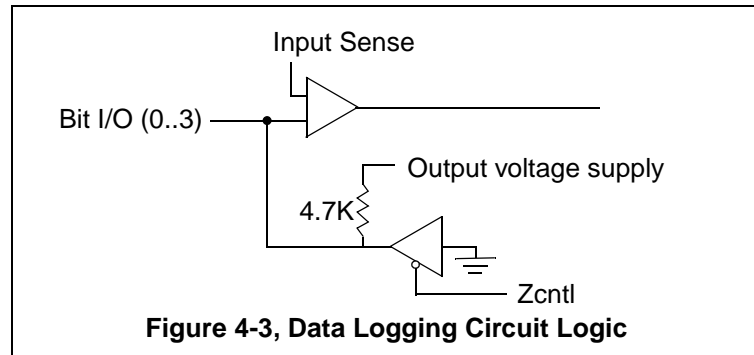 Input Sense
Bit I/O (0..3)
Output voltage supply
4.7K
Zcntl
Figure 4-3, Data Logging Circuit Logic